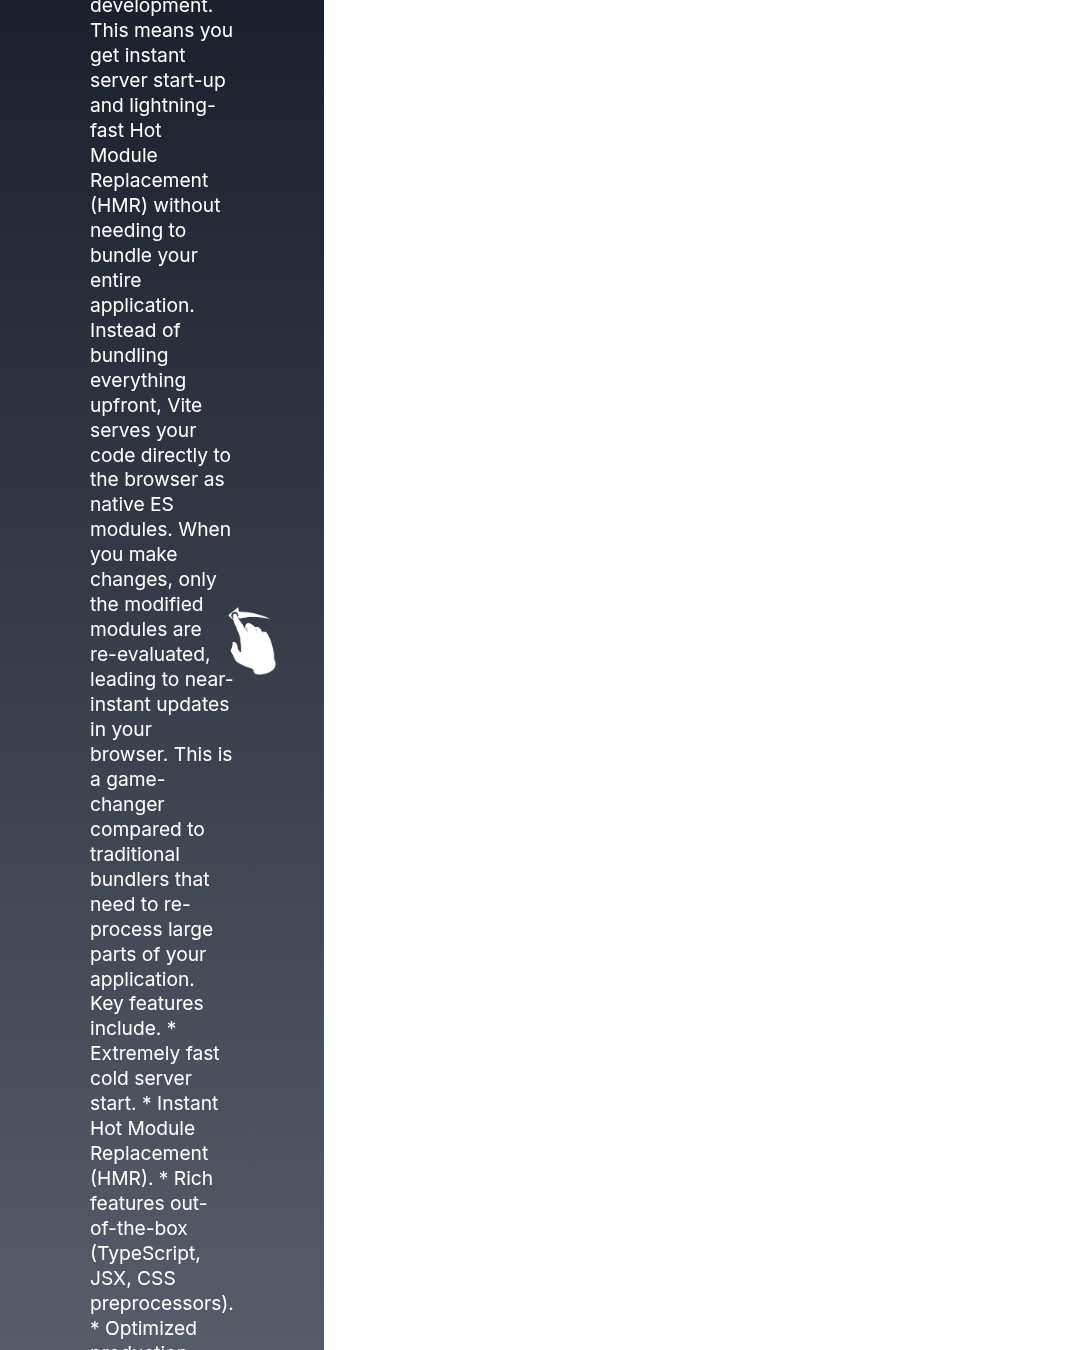 development.
This means you
get instant
server start-up
and lightning-
fast Hot
Module
Replacement
(HMR) without
needing to
bundle your
entire
application.
Instead of
bundling
everything
upfront, Vite
serves your
code directly to
the browser as
native ES
modules. When
you make
changes, only
the modified
modules are
re-evaluated,
leading to near-
instant updates
in your
browser. This is
a game-
changer
compared to
traditional
bundlers that
need to re-
process large
parts of your
application.
Key features
include. *
Extremely fast
cold server
start. * Instant
Hot Module
Replacement
(HMR). * Rich
features out-
of-the-box
(TypeScript,
JSX, CSS
preprocessors).
* Optimized